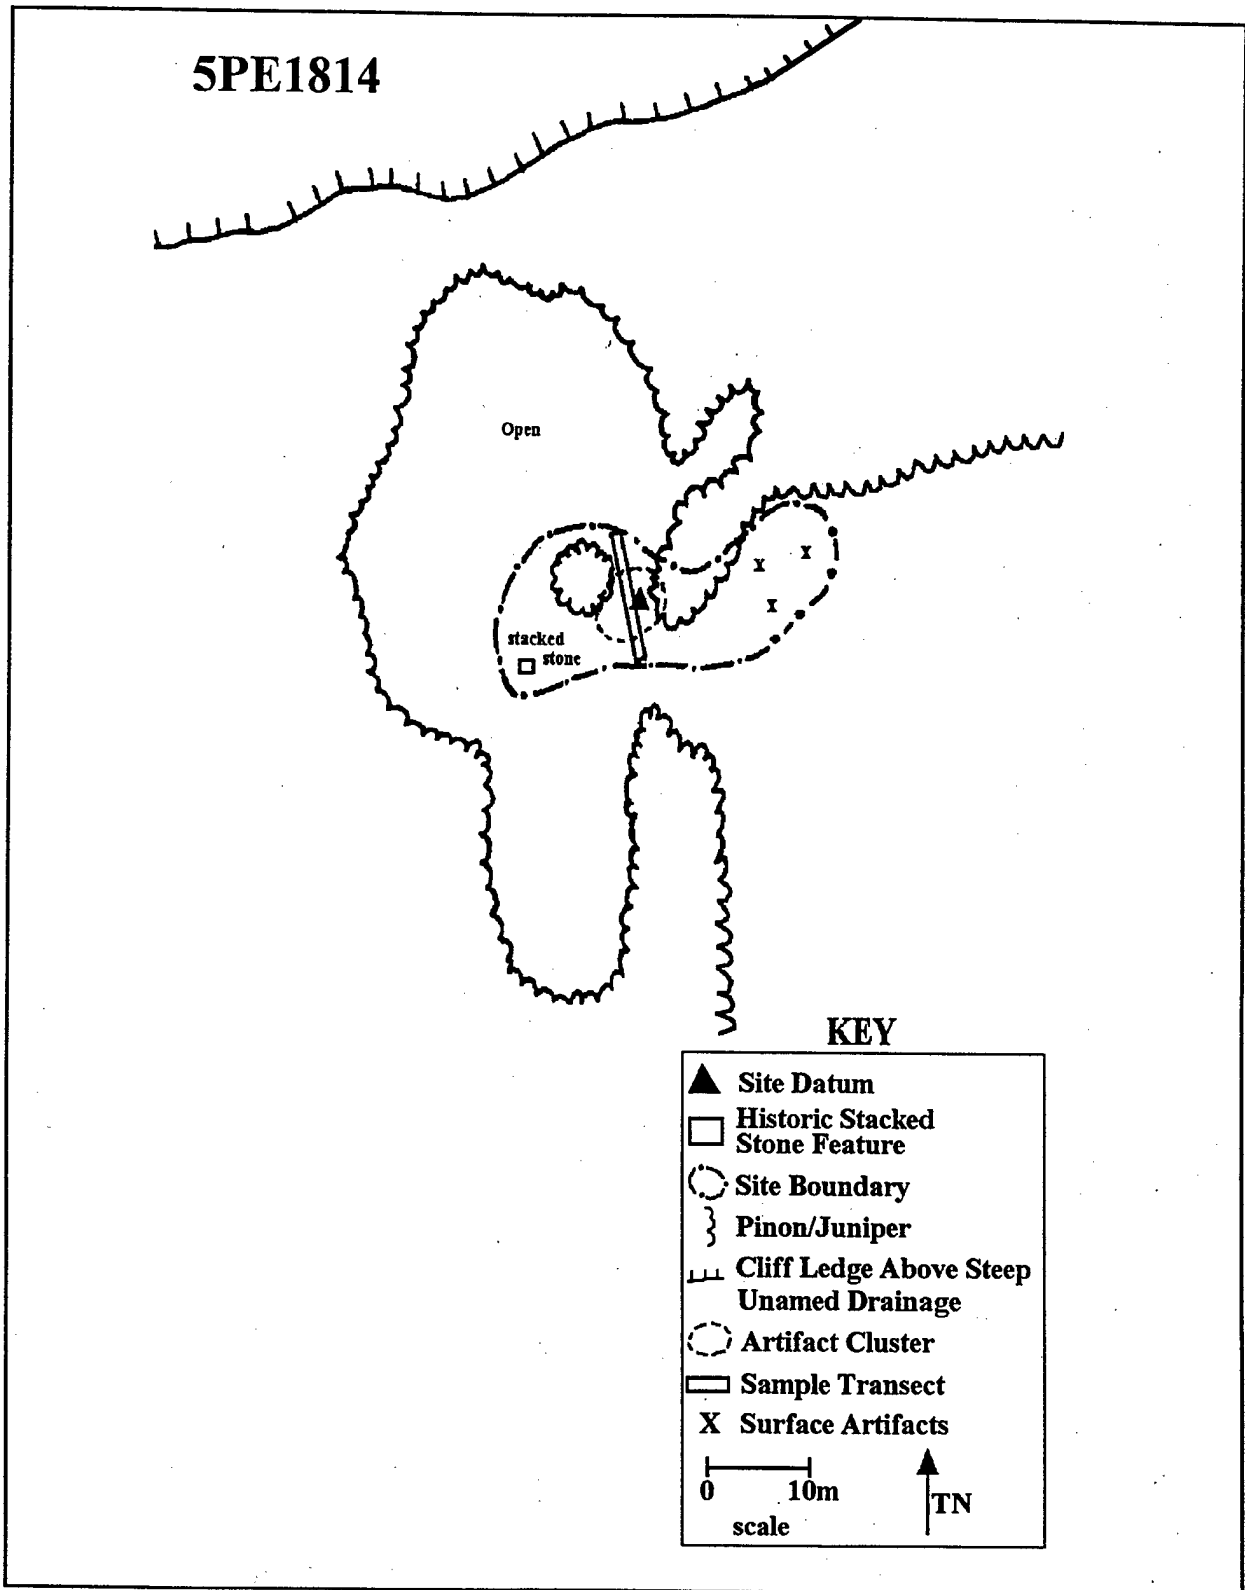 5PE1814
Open
stacked
stone
X
X
X
KEY
Site Datum
Historic Stacked
Stone Feature
Site Boundary
Pinon/Juniper
Cliff Ledge Above Steep
Unamed Drainage
Artifact Cluster
Sample Transect
X Surface Artifacts
0 10m
scale
TN